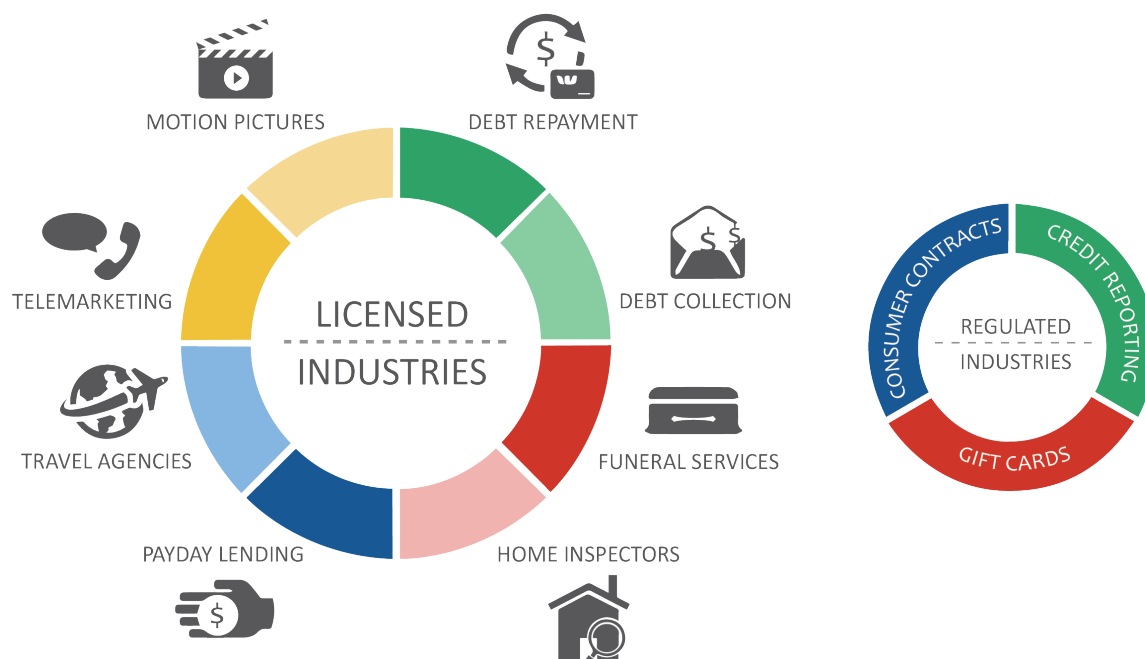 MOTION PICTURES
DEBT REPAYMENT
$
TELEMARKETING
$
$
DEBT COLLECTION
LICENSED
INDUSTRIES
TRAVEL AGENCIES
FUNERAL SERVICES
PAYDAY LENDING
$
HOME INSPECTORS
CONSUMER CONTRACTS
CREDIT REPORTING
REGULATED
INDUSTRIES
GIFT CARDS